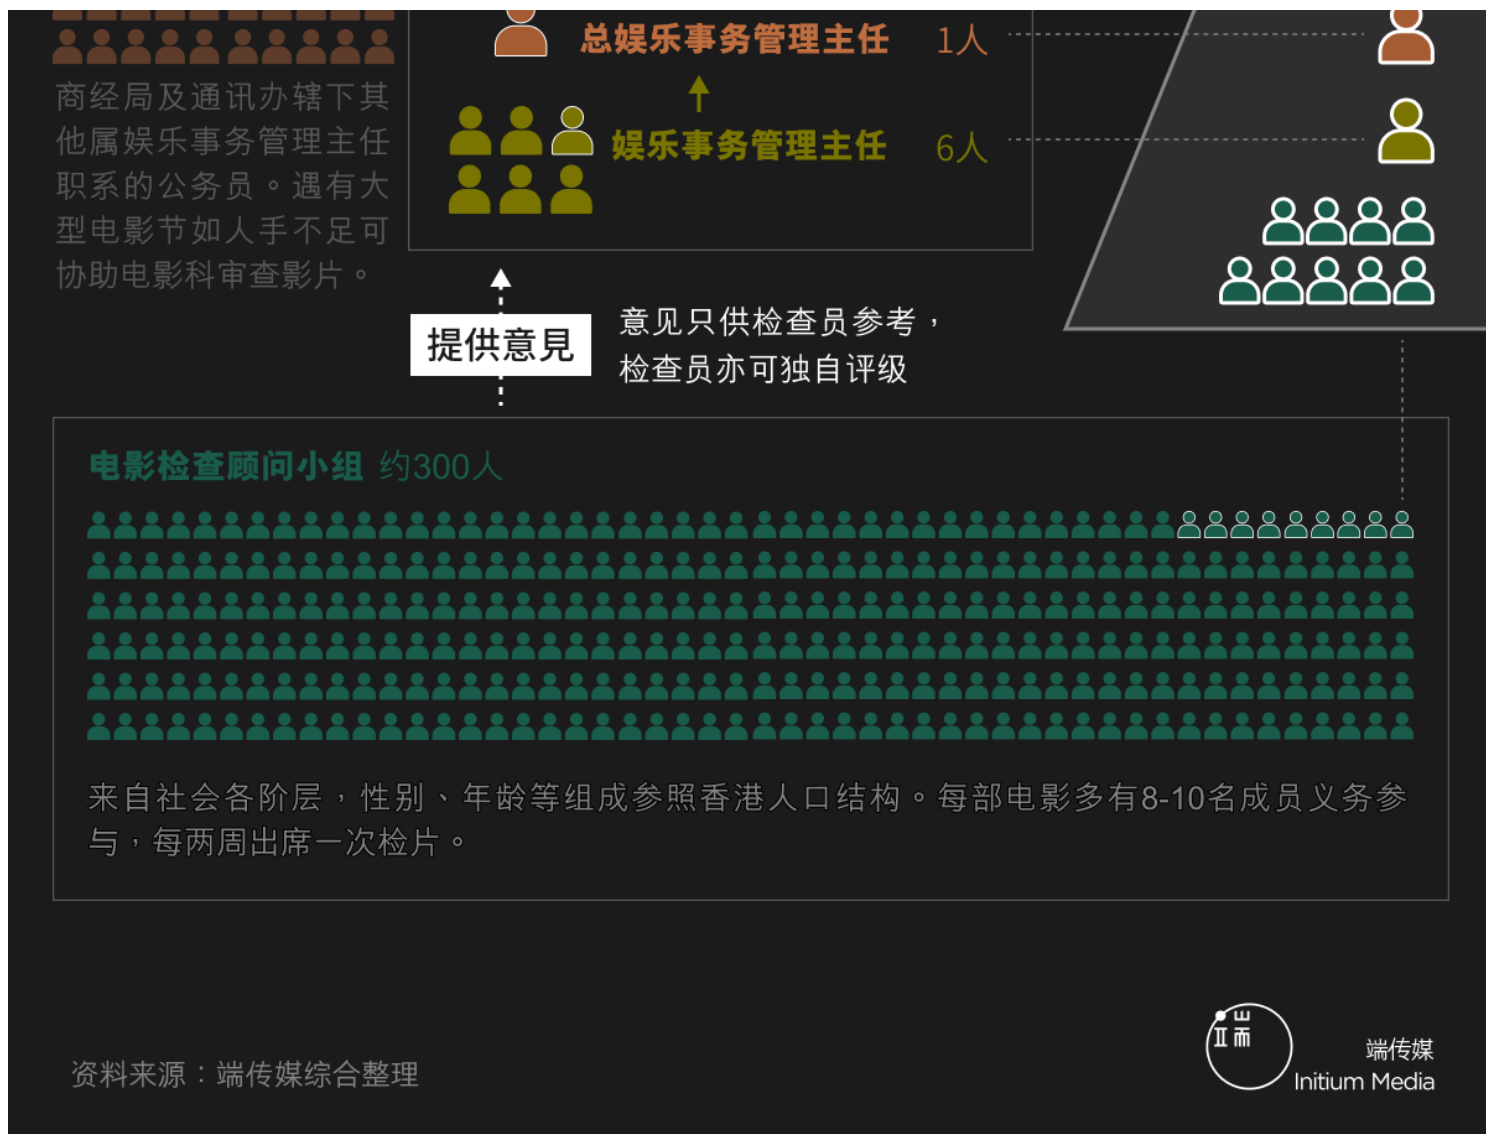 总娱乐事务管理主任 1人
娱乐事务管理主任 6人
商经局及通讯办辖下其
他属娱乐事务管理主任
职系的公务员。遇有大
型电影节如人手不足可
协助电影科审查影片。
提供意見
意见只供检查员参考，
检查员亦可独自评级
电影检查顾问小组 约300人
来自社会各阶层，性别、年龄等组成参照香港人口结构。每部电影多有8-10名成员义务参
与，每两周出席一次检片。
资料来源：端传媒综合整理
端
端传媒
Initium Media